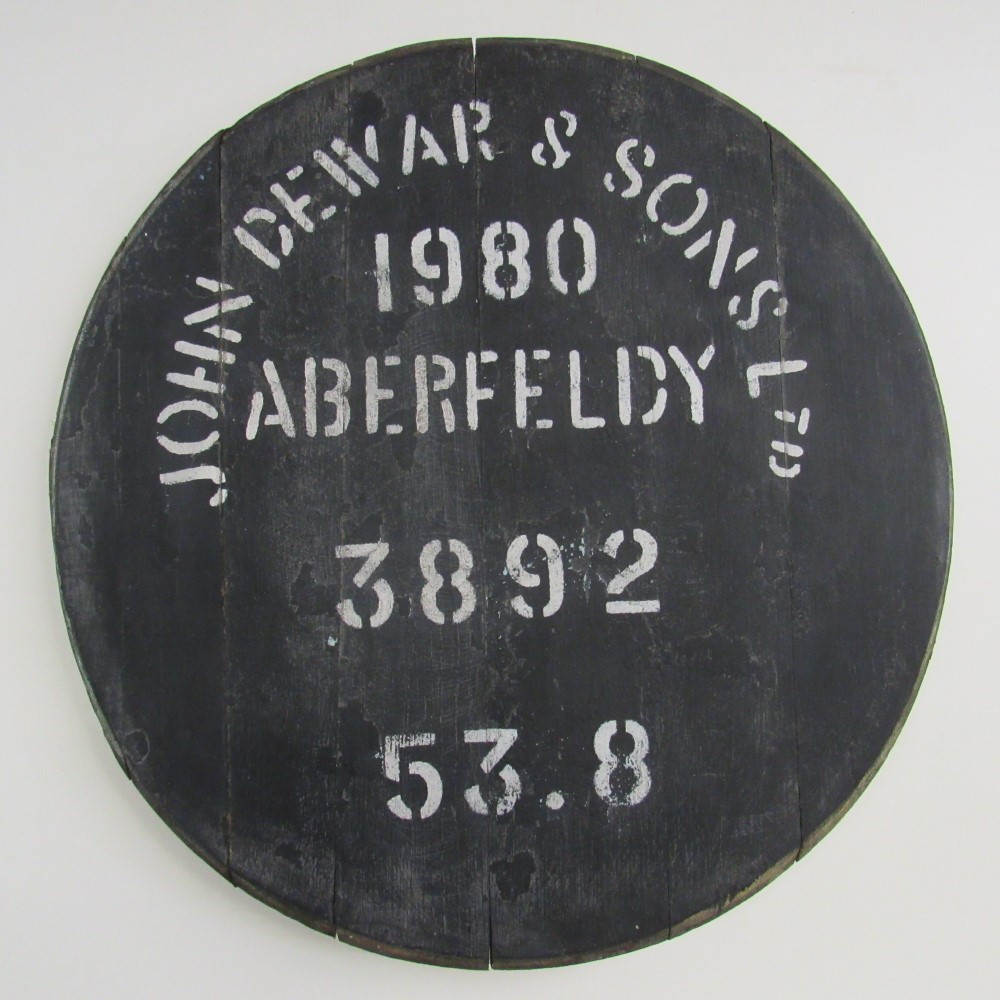 JOHN DEWAR & SONS LTD
1980
ABERFELDY
3892
53.8